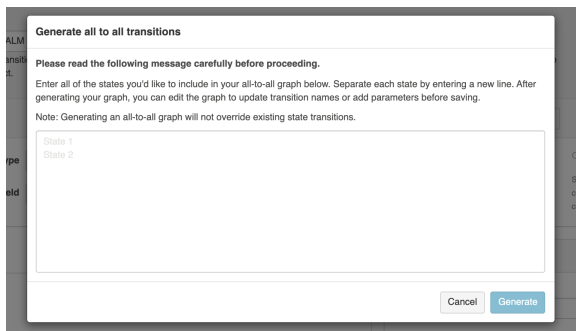 Generate all to all transitions
ALM
Please read the following message carefully before proceeding.
Enter all of the states you'd like to include in your all-to-all graph below. Separate each state by entering a new line. After
generating your graph, you can edit the graph to update transition names or add parameters before saving.
Note: Generating an all-to-all graph will not override existing state transitions.
State 1
State 2
Cancel
Generate